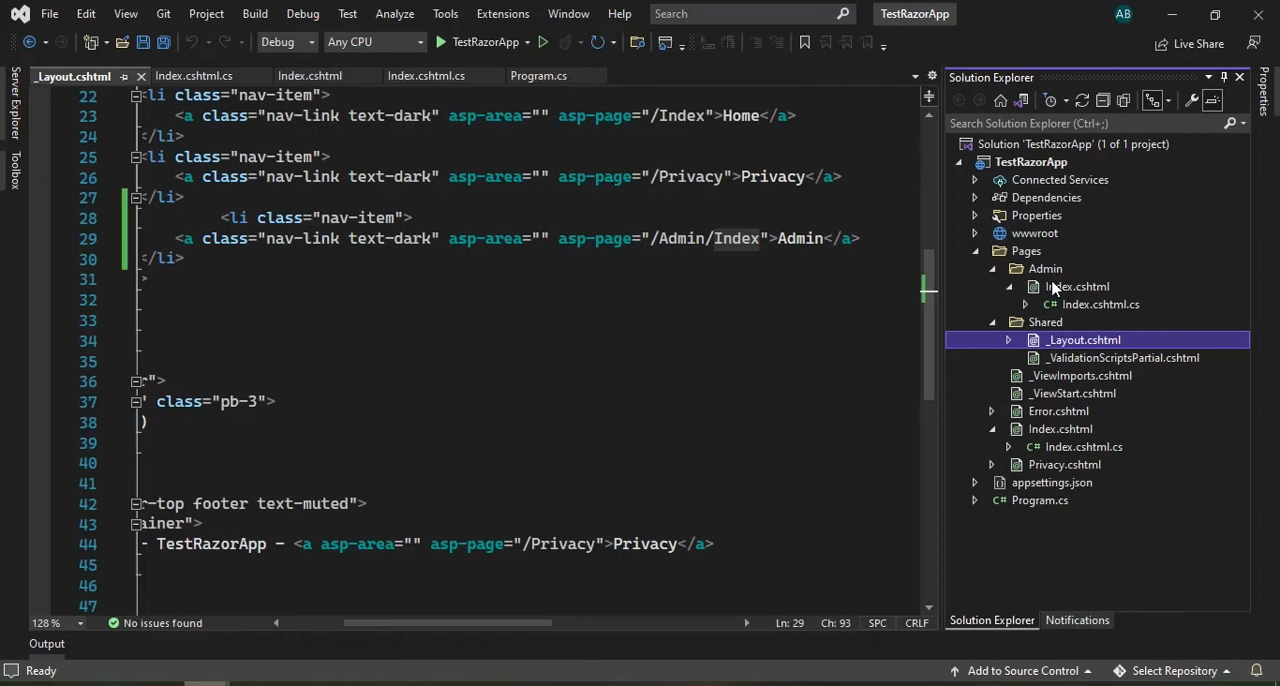 File Edit View Git Project Build Debug Test Analyze Tools Extensions Window Help Search TestRazorApp AB
Debug Any CPU TestRazorApp Live Share
_Layout.cshtml Index.cshtml.cs Index.cshtml Index.cshtml.cs Program.cs
Server Explorer
Toolbox
22 <li class="nav-item">
23 <a class="nav-link text-dark" asp-area="" asp-page="/Index">Home</a>
24 </li>
25 <li class="nav-item">
26 <a class="nav-link text-dark" asp-area="" asp-page="/Privacy">Privacy</a>
27 </li>
28 <li class="nav-item">
29 <a class="nav-link text-dark" asp-area="" asp-page="/Admin/Index">Admin</a>
30 </li>
31 >
32
33
34
35
36 r">
37 " class="pb-3">
38 )
39
40
41
42 r-top footer text-muted">
43 ainer">
44 - TestRazorApp - <a asp-area="" asp-page="/Privacy">Privacy</a>
45
46
47
128 % No issues found Ln: 29 Ch: 93 SPC CRLF
Output
Solution Explorer
Search Solution Explorer (Ctrl+;)
Solution 'TestRazorApp' (1 of 1 project)
TestRazorApp
Connected Services
Dependencies
Properties
wwwroot
Pages
Admin
Index.cshtml
C# Index.cshtml.cs
Shared
_Layout.cshtml
_ValidationScriptsPartial.cshtml
_ViewImports.cshtml
_ViewStart.cshtml
Error.cshtml
Index.cshtml
C# Index.cshtml.cs
Privacy.cshtml
appsettings.json
C# Program.cs
Solution Explorer Notifications
Properties
Ready Add to Source Control Select Repository